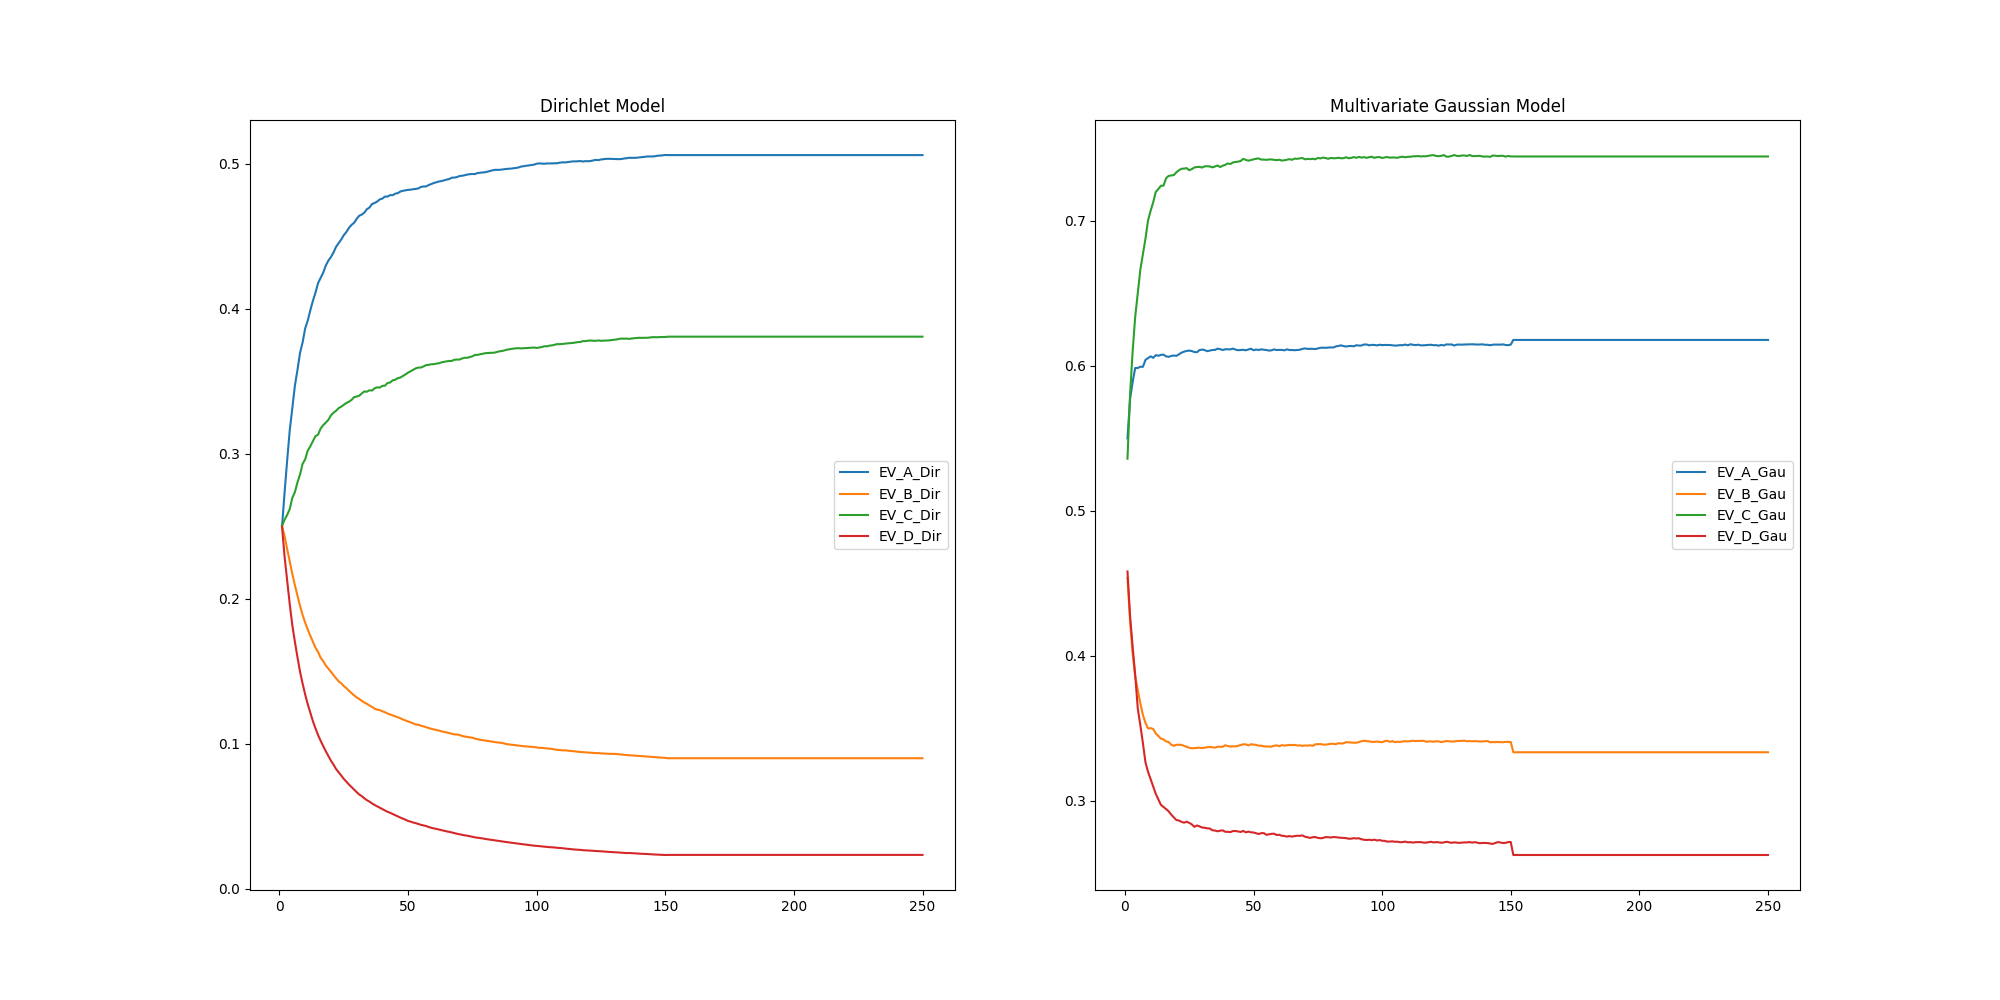 Dirichlet Model
0.5
0.4
0.3
0.2
0.1
0.0
0 50 100 150 200 250
EV_A_Dir
EV_B_Dir
EV_C_Dir
EV_D_Dir
Multivariate Gaussian Model
0.7
0.6
0.5
0.4
0.3
0 50 100 150 200 250
EV_A_Gau
EV_B_Gau
EV_C_Gau
EV_D_Gau